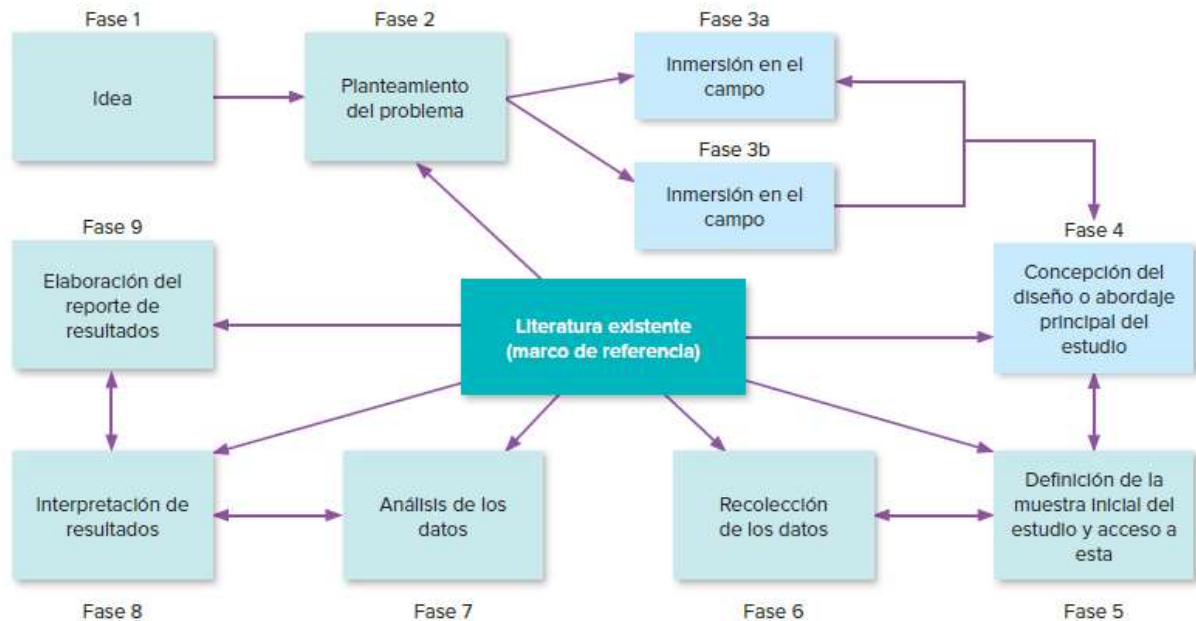 Fase 1
Idea
Fase 2
Planteamiento
del problema
Fase 3a
Inmersión en el
campo
Fase 3b
Inmersión en el
campo
Fase 4
Concepción del
diseño o abordaje
principal del
estudio
Fase 9
Elaboración del
reporte de
resultados
Literatura existente
(marco de referencia)
Interpretación de
resultados
Fase 8
Análisis de los
datos
Fase 7
Recolección
de los datos
Fase 6
Definición de la
muestra inicial del
estudio y acceso a
esta
Fase 5